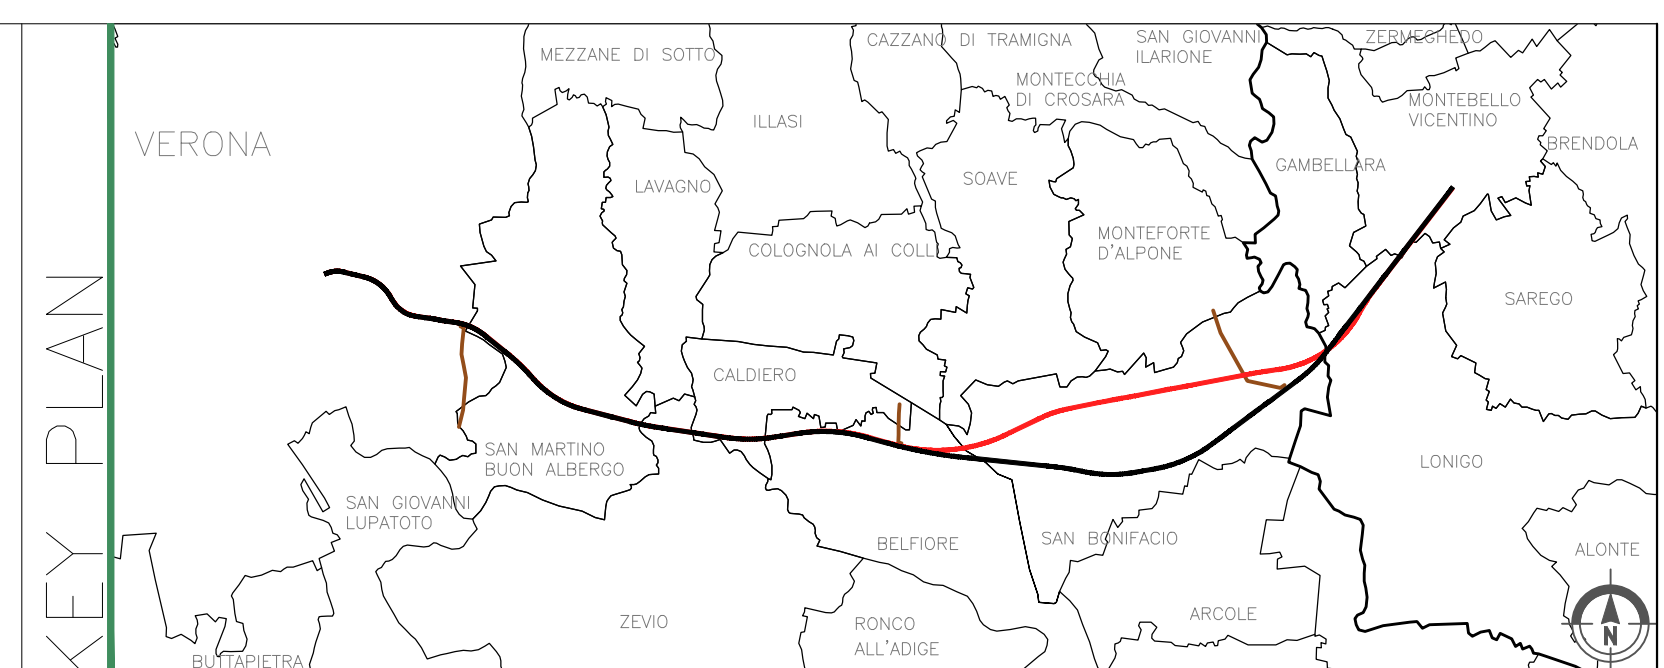 KEY PLAN
VERONA
MEZZANE DI SOTTO
CAZZANO DI TRAMIGNA
SAN GIOVANNI
ILARIONE
ZERMEGHEDO
MONTECCHIA
DI CROSARA
MONTEBELLO
VICENTINO
ILLASI
BRENDOLA
GAMBELLARA
LAVAGNO
SOAVE
MONTEFORTE
D'ALPONE
COLOGNOLA AI COLLI
SAREGO
CALDIERO
SAN MARTINO
BUON ALBERGO
LONIGO
SAN GIOVANNI
LUPATOTO
BELFIORE
SAN BONIFACIO
ALONTE
ZEVIO
RONCO
ALL'ADIGE
ARCOLE
N
BUTTAPIETRA